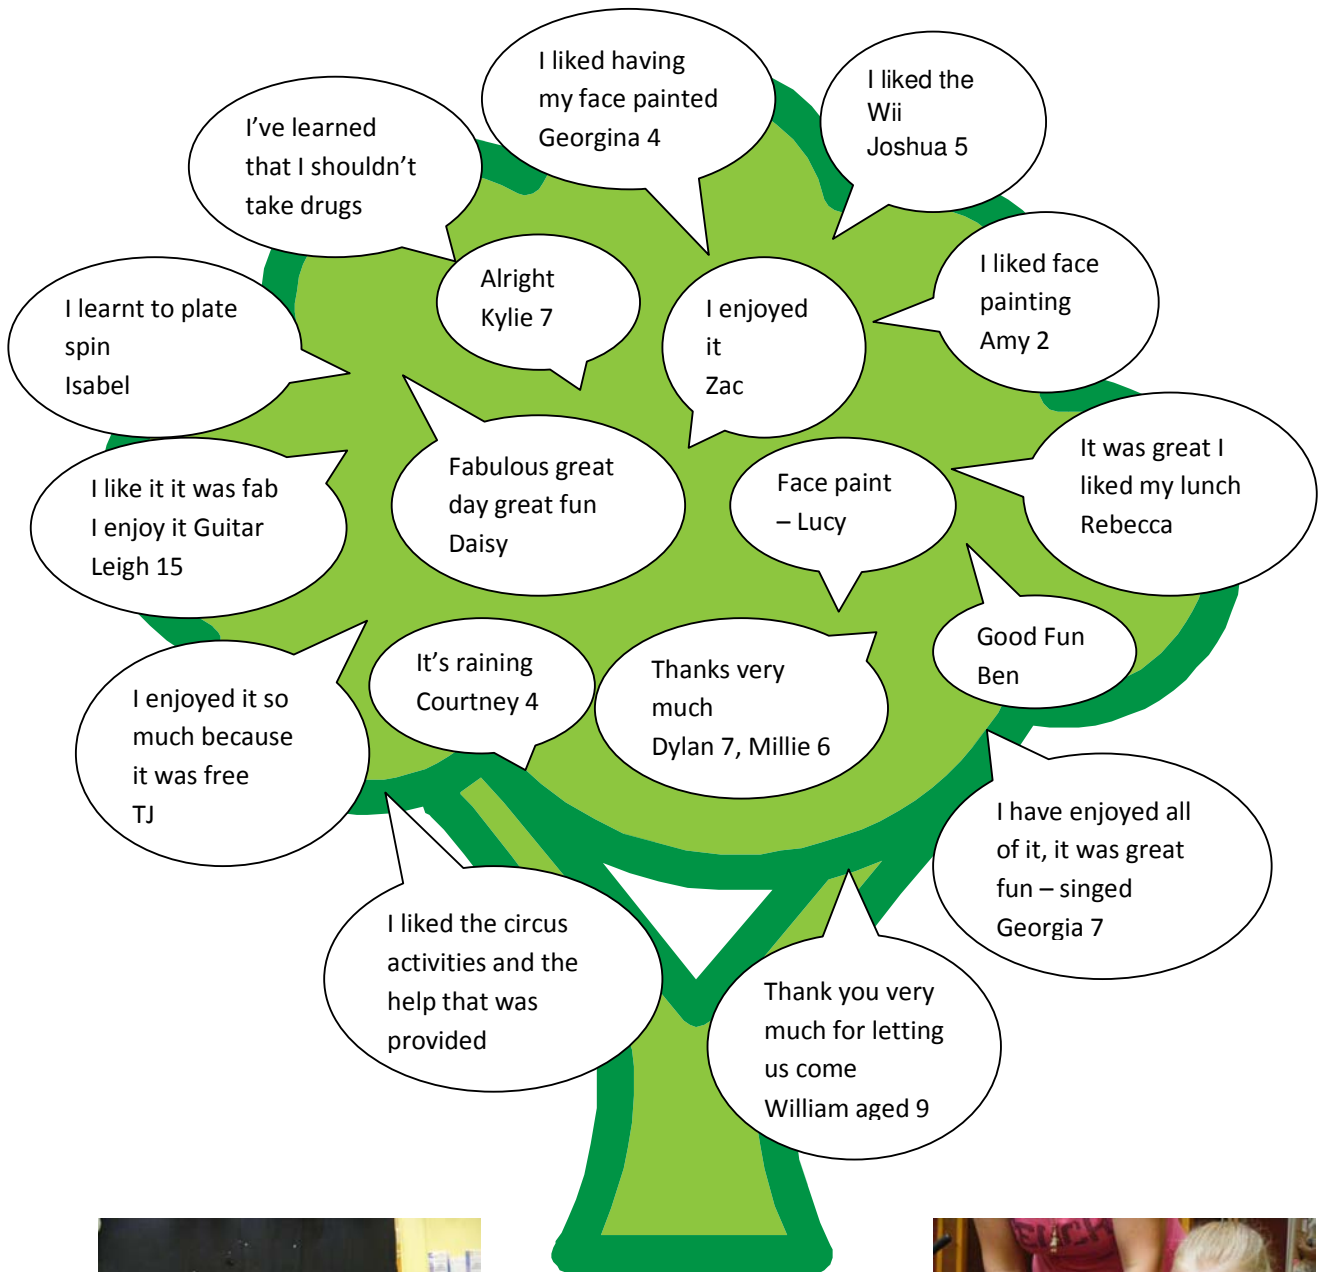 I liked having
my face painted
Georgina 4
I liked the
Wii
Joshua 5
I've learned
that I shouldn't
take drugs
I liked face
painting
Amy 2
Alright
Kylie 7
I enjoyed
it
Zac
I learnt to plate
spin
Isabel
It was great I
liked my lunch
Rebecca
Fabulous great
day great fun
Daisy
Face paint
– Lucy
I like it it was fab
I enjoy it Guitar
Leigh 15
Good Fun
Ben
It's raining
Courtney 4
Thanks very
much
Dylan 7, Millie 6
I enjoyed it so
much because
it was free
TJ
I have enjoyed all
of it, it was great
fun – singed
Georgia 7
I liked the circus
activities and the
help that was
provided
Thank you very
much for letting
us come
William aged 9